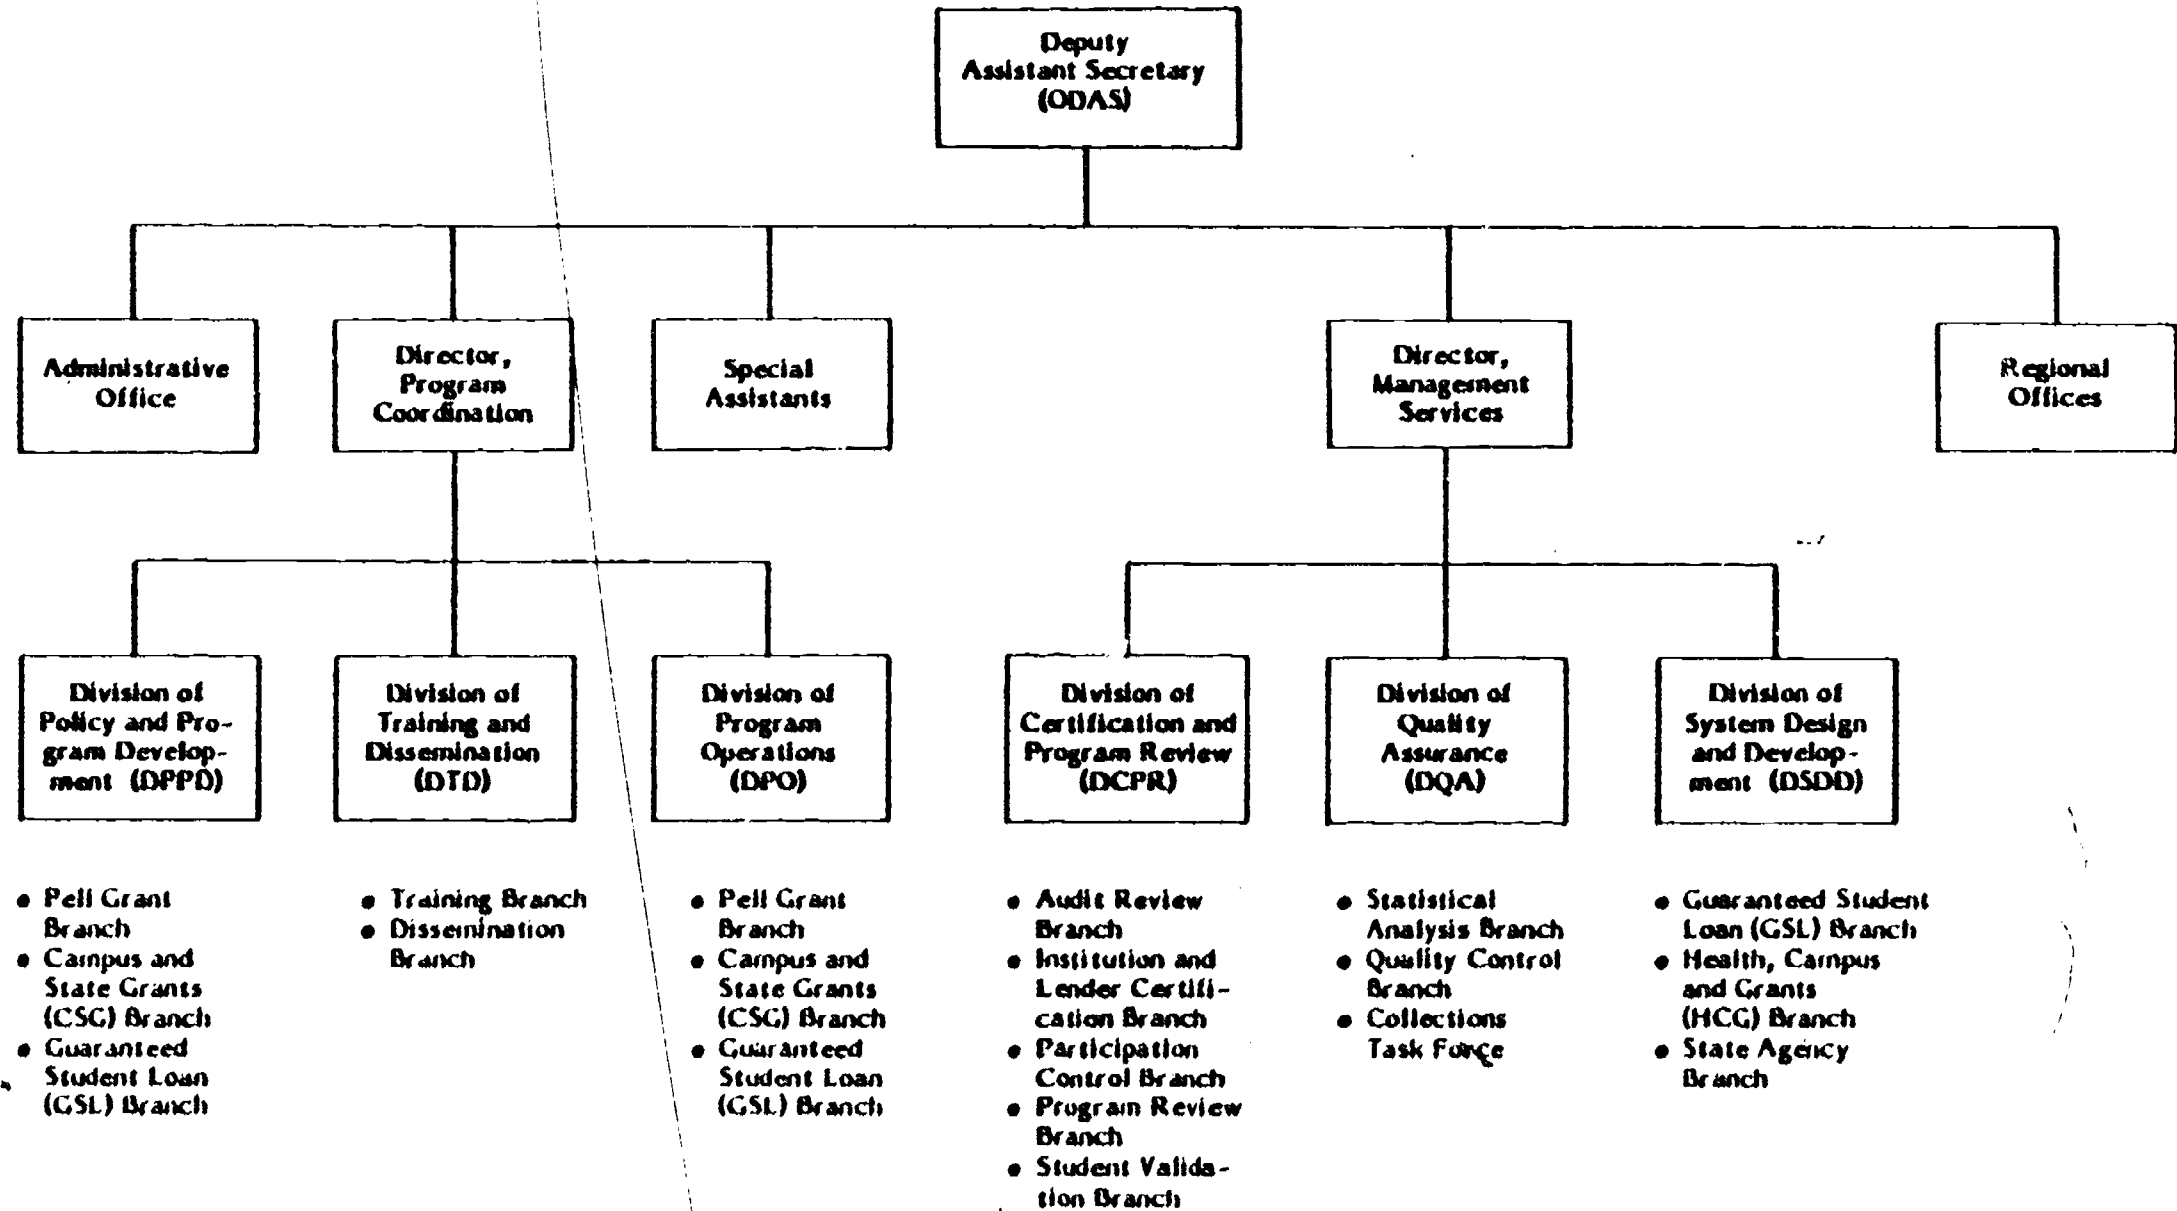 Deputy
Assistant Secretary
(ODAS)
Administrative
Office
Director,
Program
Coordination
Special
Assistants
Director,
Management
Services
Regional
Offices
Division of
Policy and Pro-
gram Develop-
ment (DPPD)
Division of
Training and
Dissemination
(DTD)
Division of
Program
Operations
(DPO)
Division of
Certification and
Program Review
(DCPR)
Division of
Quality
Assurance
(DQA)
Division of
System Design
and Develop-
ment (DSDD)
● Pell Grant
Branch
● Campus and
State Grants
(CSG) Branch
● Guaranteed
Student Loan
(GSL) Branch
● Training Branch
● Dissemination
Branch
● Pell Grant
Branch
● Campus and
State Grants
(CSG) Branch
● Guaranteed
Student Loan
(GSL) Branch
● Audit Review
Branch
● Institution and
Lender Certifi-
cation Branch
● Participation
Control Branch
● Program Review
Branch
● Student Valida-
tion Branch
● Statistical
Analysis Branch
● Quality Control
Branch
● Collections
Task Force
● Guaranteed Student
Loan (GSL) Branch
● Health, Campus
and Grants
(HCG) Branch
● State Agency
Branch